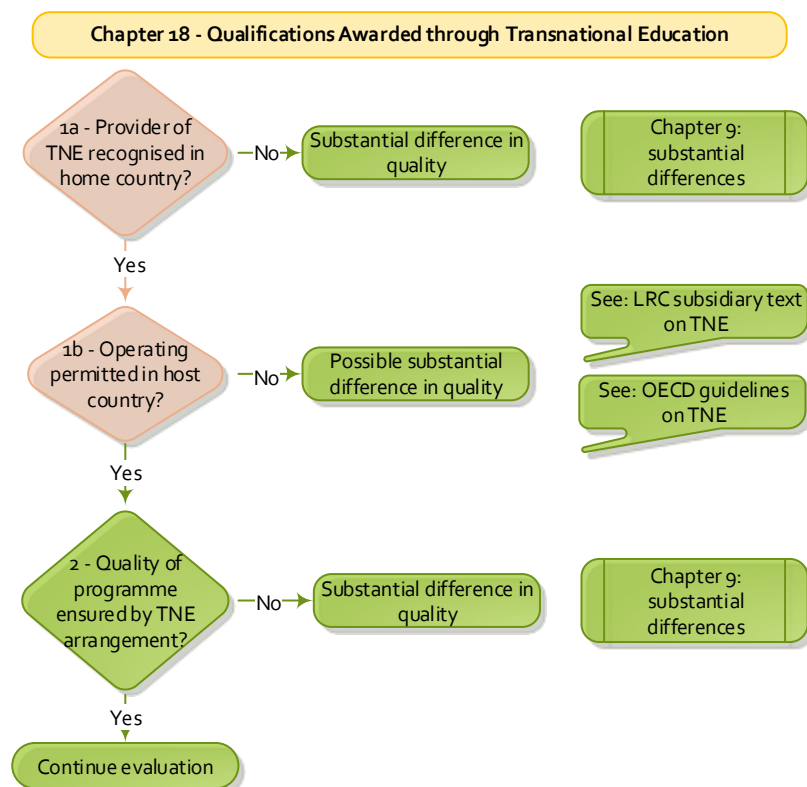 Chapter 18 - Qualifications Awarded through Transnational Education
1a - Provider of
TNE recognised in
home country?
No
Substantial difference in
quality
Chapter 9:
substantial
differences
Yes
1b - Operating
permitted in host
country?
No
Possible substantial
difference in quality
See: LRC subsidiary text
on TNE
See: OECD guidelines
on TNE
Yes
2 - Quality of
programme
ensured by TNE
arrangement?
No
Substantial difference in
quality
Chapter 9:
substantial
differences
Yes
Continue evaluation